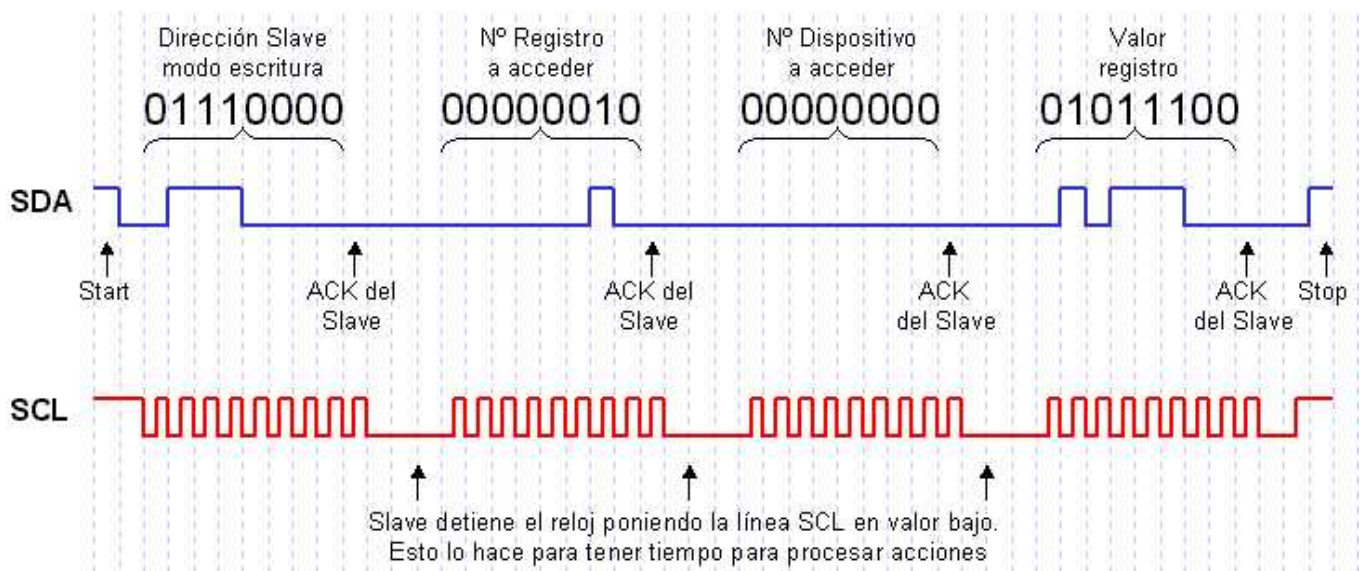 Dirección Slave
modo escritura
01110000
Nº Registro
a acceder
00000010
Nº Dispositivo
a acceder
00000000
Valor
registro
01011100
SDA
Start
ACK del
Slave
ACK del
Slave
ACK
del Slave
ACK
del Slave
Stop
SCL
Slave detiene el reloj poniendo la línea SCL en valor bajo.
Esto lo hace para tener tiempo para procesar acciones